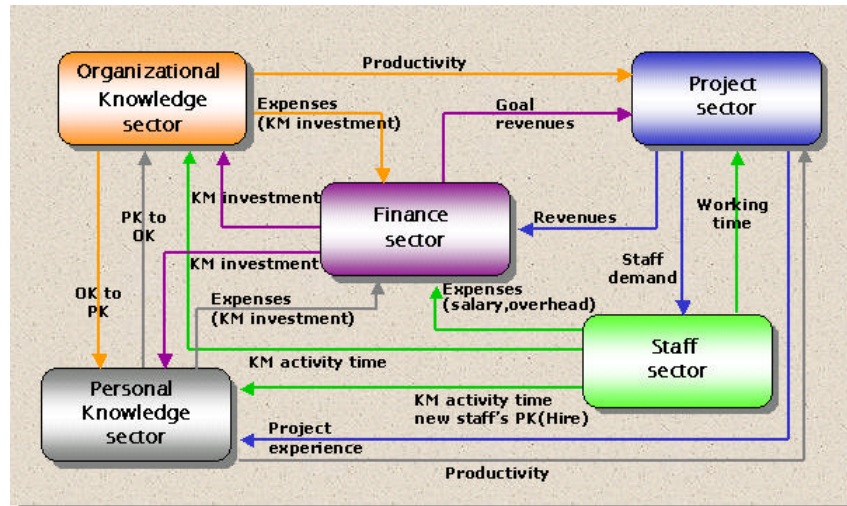 Organizational
Knowledge
sector
Productivity
Project
sector
Expenses
(KM investment)
Goal
revenues
KM investment
PK to
OK
Finance
sector
Revenues
Working
time
KM investment
Staff
demand
OK to
PK
Expenses
(KM investment)
Expenses
(salary,overhead)
Staff
sector
KM activity time
Personal
Knowledge
sector
KM activity time
new staff's PK(Hire)
Project
experience
Productivity